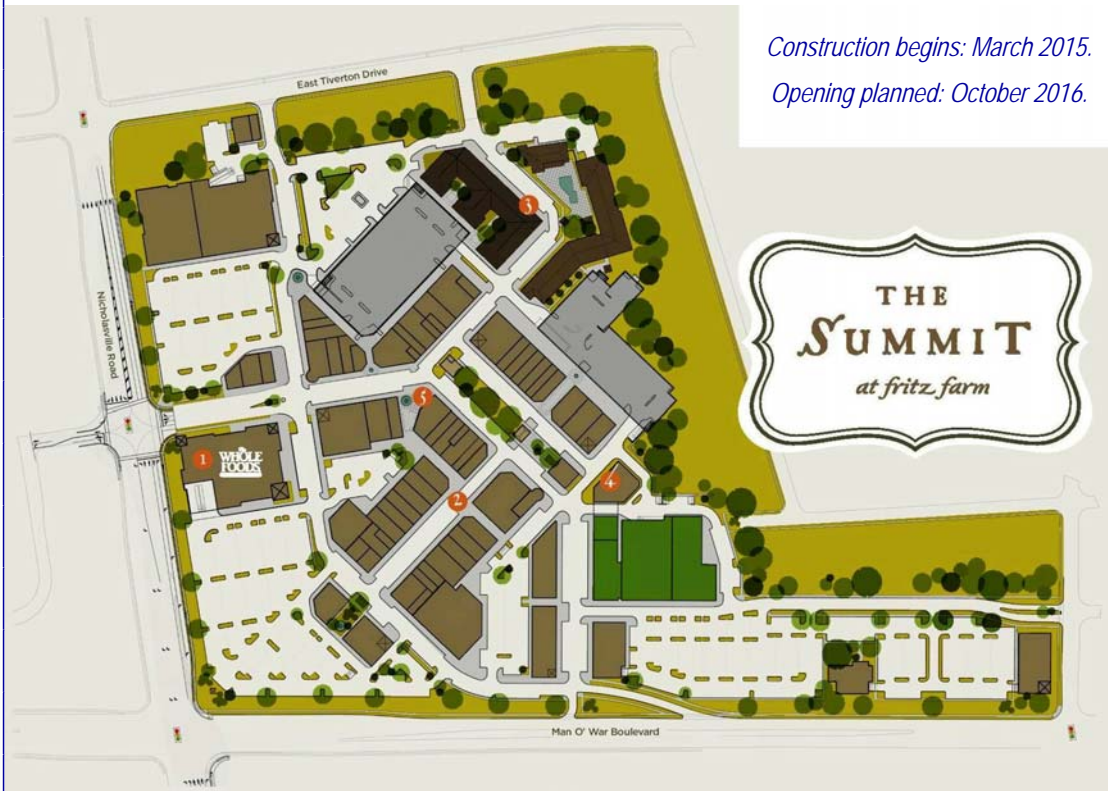 Construction begins: March 2015.
Opening planned: October 2016.
East Tiverton Drive
Nicholasville Road
3
THE
SUMMIT
at fritz farm
5
1
WHOLE
FOODS
2
4
Man O' War Boulevard